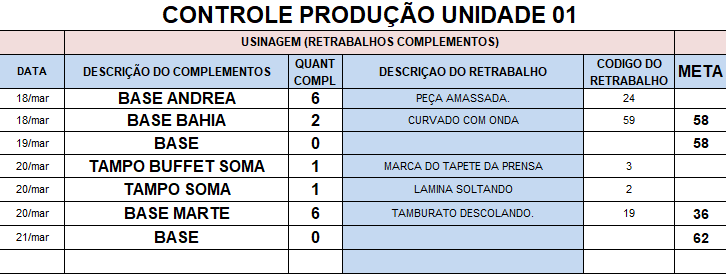 CONTROLE PRODUÇÃO UNIDADE 01
USINAGEM (RETRABALHOS COMPLEMENTOS)
DATA DESCRIÇÃO DO COMPLEMENTOS QUANT COMPL DESCRIÇAO DO RETRABALHO CODIGO DO RETRABALHO META
18/mar BASE ANDREA 6 PEÇA AMASSADA. 24
18/mar BASE BAHIA 2 CURVADO COM ONDA 59 58
19/mar BASE 0 58
20/mar TAMPO BUFFET SOMA 1 MARCA DO TAPETE DA PRENSA 3
20/mar TAMPO SOMA 1 LAMINA SOLTANDO 2
20/mar BASE MARTE 6 TAMBURATO DESCOLANDO. 19 36
21/mar BASE 0 62